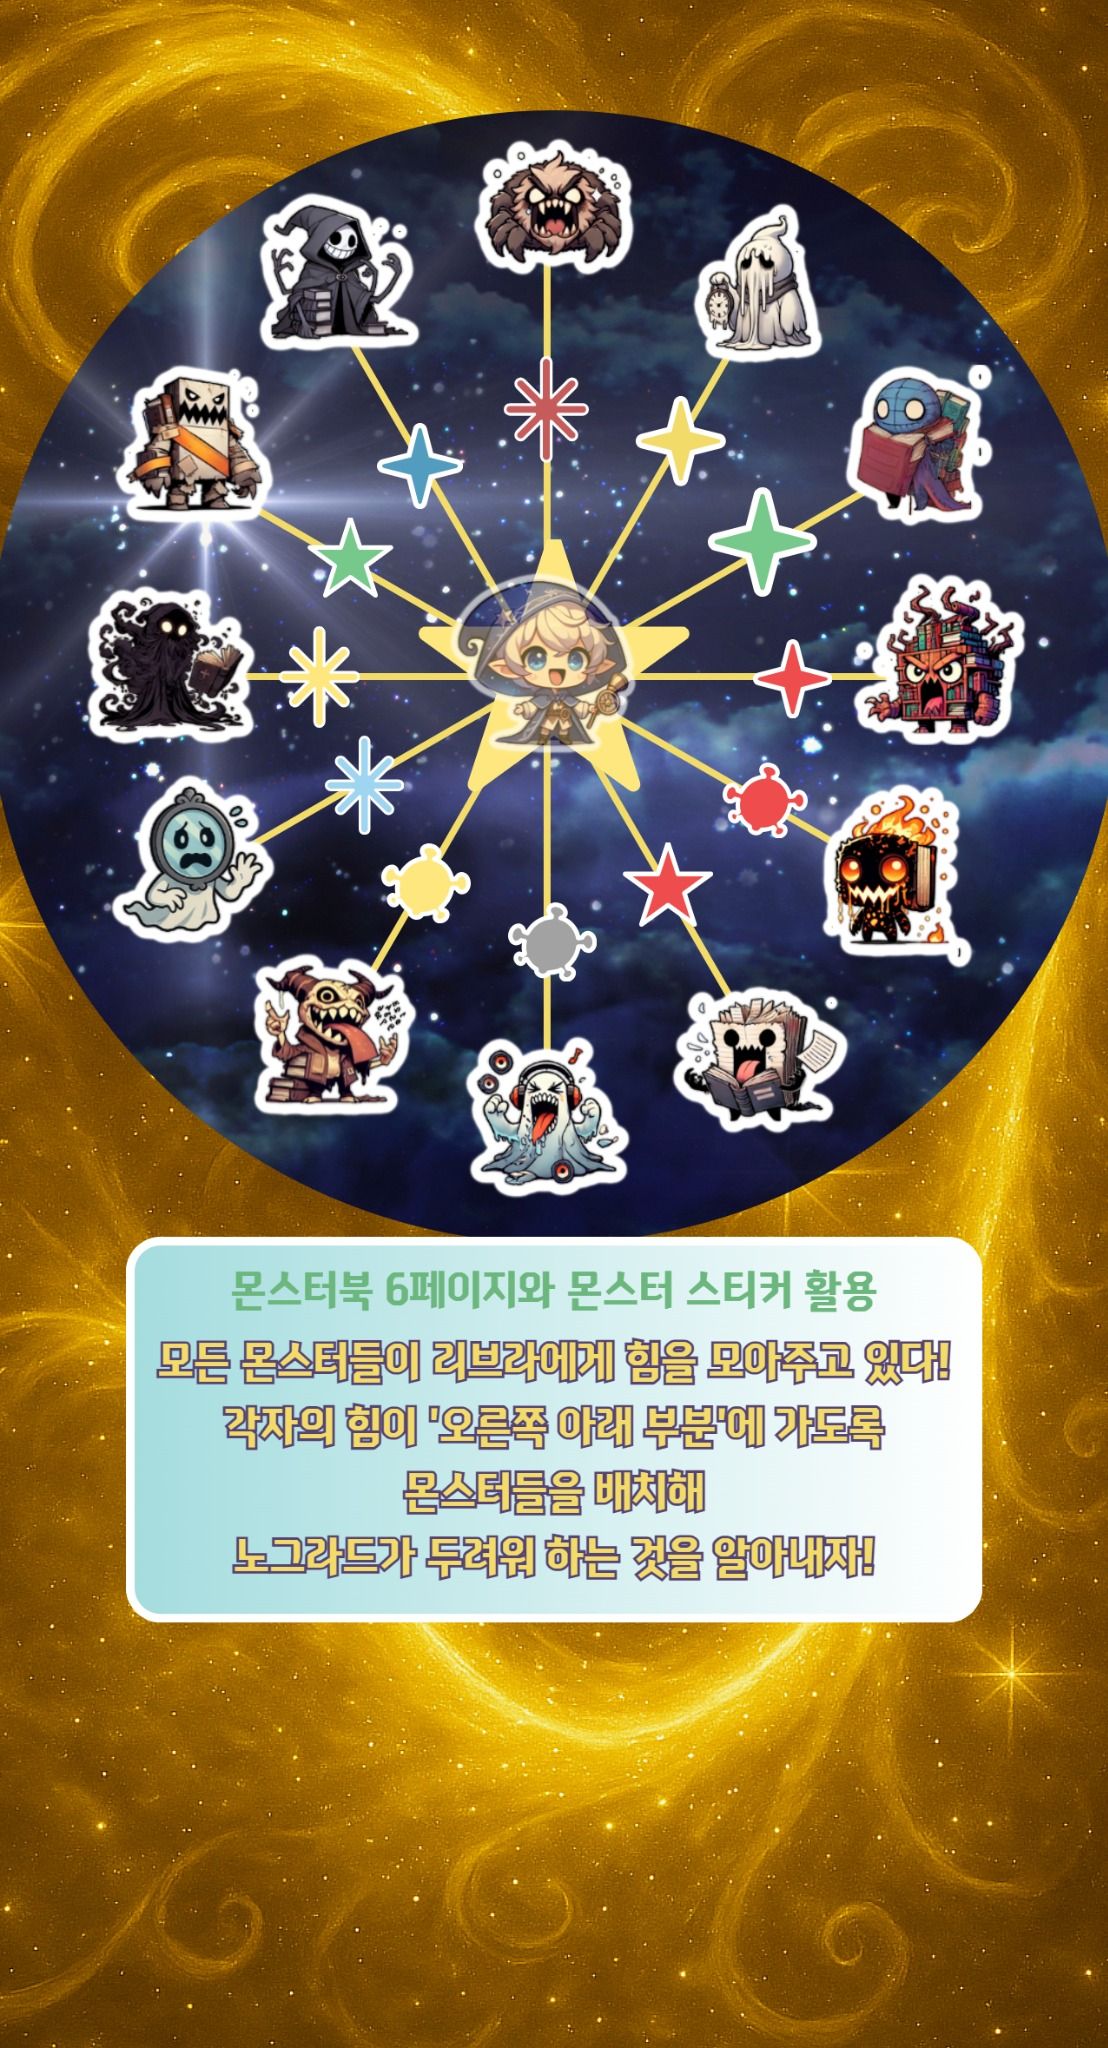 몬스터북 6페이지와 몬스터 스티커 활용
모든 몬스터들이 리브라에게 힘을 모아주고 있다!
각자의 힘이 '오른쪽 아래 부분'에 가도록
몬스터들을 배치해
노그라드가 두려워 하는 것을 알아내자!